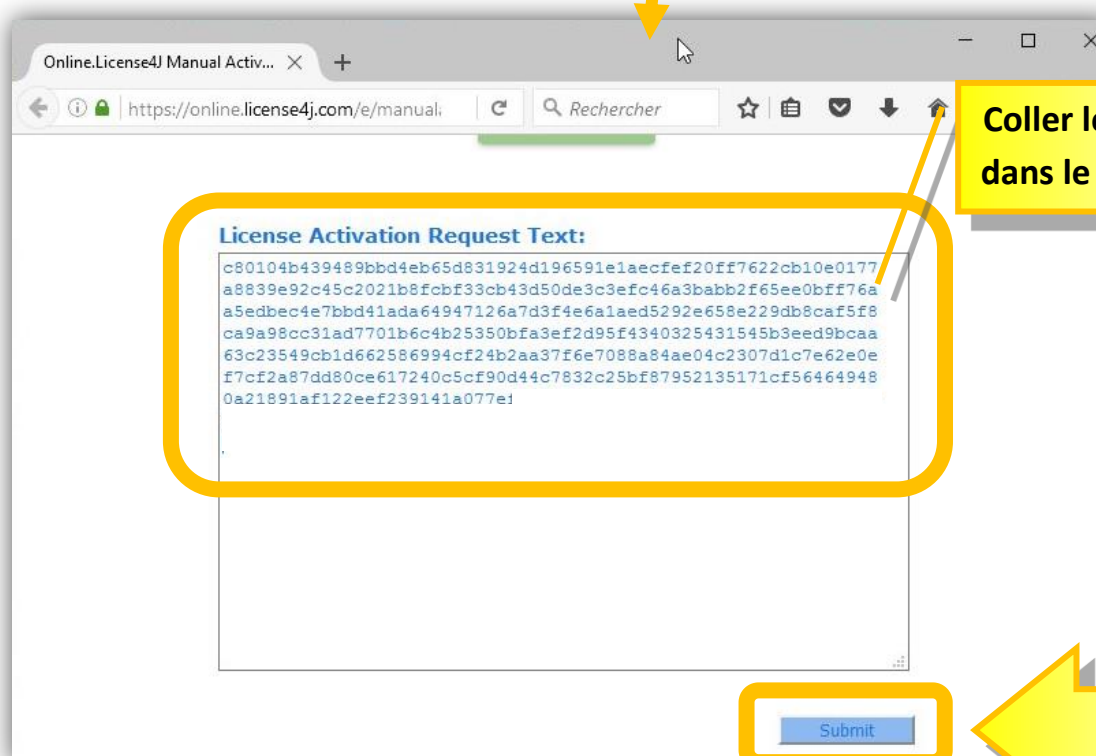 Online.License4J Manual Activ...
https://online.license4j.com/e/manual
Rechercher
Coller
dans le
License Activation Request Text:
c80104b439489bbd4eb65d831924d196591e1aecfef20ff7622cb10e0177
a8839e92c45c2021b8fcbf33cb43d50de3c3efc46a3babb2f65ee0bff76a
a5edbec4e7bbd41ada64947126a7d3f4e6a1aed5292e658e229db8caf5f8
ca9a98cc31ad7701b6c4b25350bfa3ef2d95f4340325431545b3eed9bcaa
63c23549cb1d662586994cf24b2aa37f6e7088a84ae04c2307d1c7e62e0e
f7cf2a87dd80ce617240c5cf90d44c7832c25bf87952135171cf56464948
0a21891af122eef239141a077ef
Submit